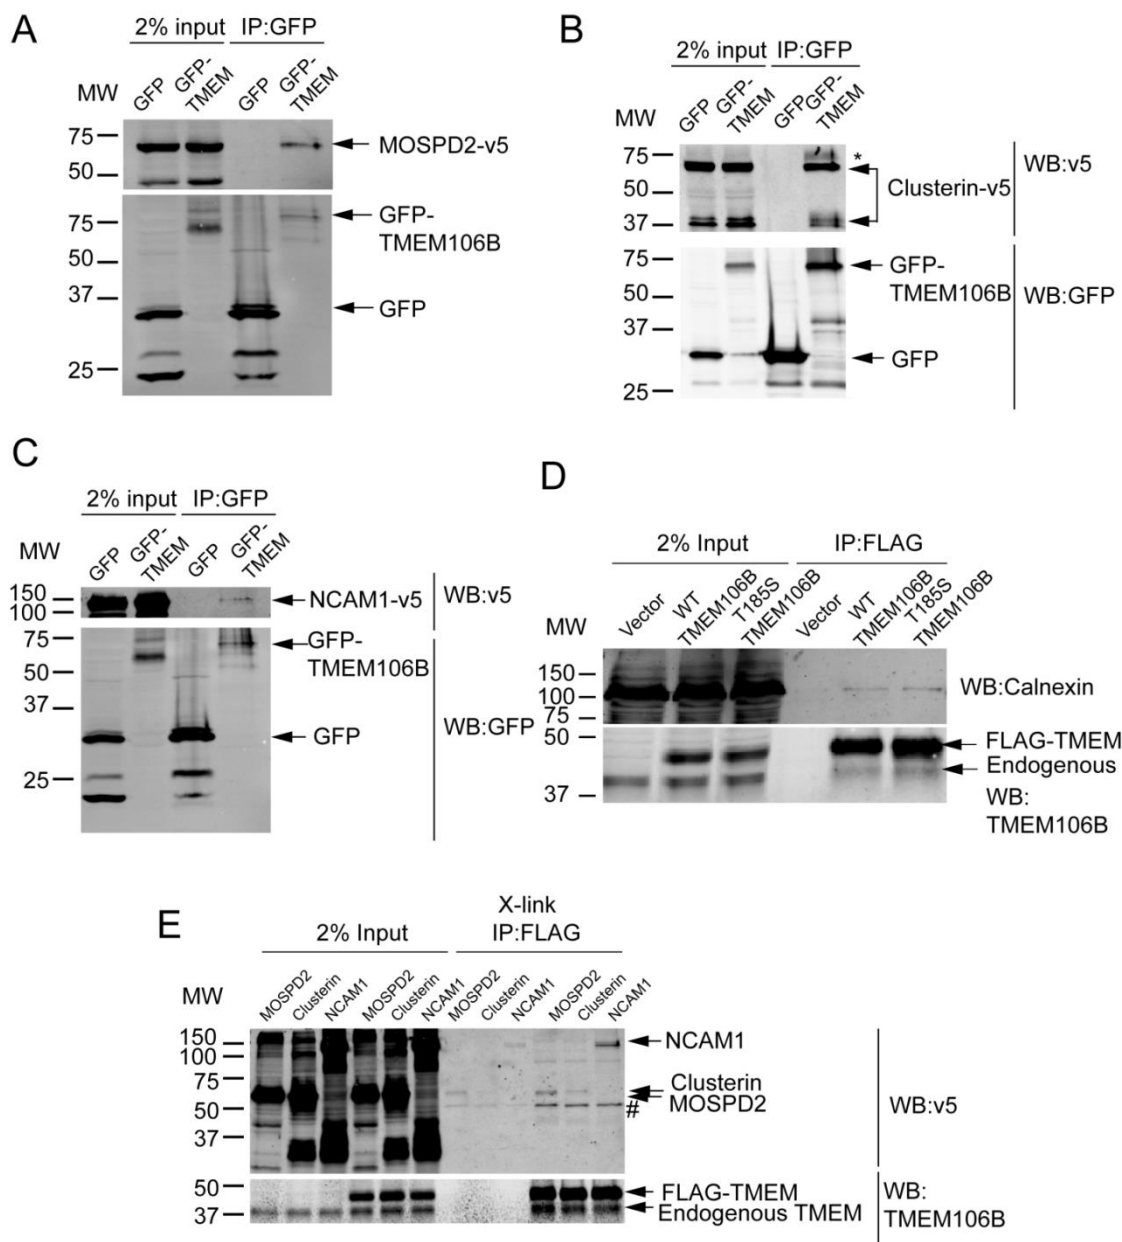 A
2% input IP:GFP
MW
GFP
GFP-
TMEM
GFP
GFP-
TMEM
75
50
MOSPD2-v5
75
37
25
GFP-
TMEM106B
GFP
B
2% input IP:GFP
MW
GFP
GFP-
TMEM
GFP
GFP-
TMEM
75
50
37
*
Clusterin-v5
WB:v5
75
50
37
25
GFP-
TMEM106B
GFP
WB:GFP
C
2% input IP:GFP
MW
GFP
GFP-
TMEM
GFP
GFP-
TMEM
150
100
NCAM1-v5
WB:v5
75
50
37
25
GFP-
TMEM106B
GFP
WB:GFP
D
2% Input IP:FLAG
MW
Vector
WT
TMEM106B
T185S
TMEM106B
Vector
WT
TMEM106B
T185S
TMEM106B
150
100
75
WB:Calnexin
50
37
FLAG-TMEM
Endogenous
WB:
TMEM106B
E
X-link
2% Input IP:FLAG
MW
MOSPD2
Clusterin
NCAM1
MOSPD2
Clusterin
NCAM1
MOSPD2
Clusterin
NCAM1
MOSPD2
Clusterin
NCAM1
150
100
75
50
37
NCAM1
Clusterin
MOSPD2
#
WB:v5
50
37
FLAG-TMEM
Endogenous TMEM
WB:
TMEM106B